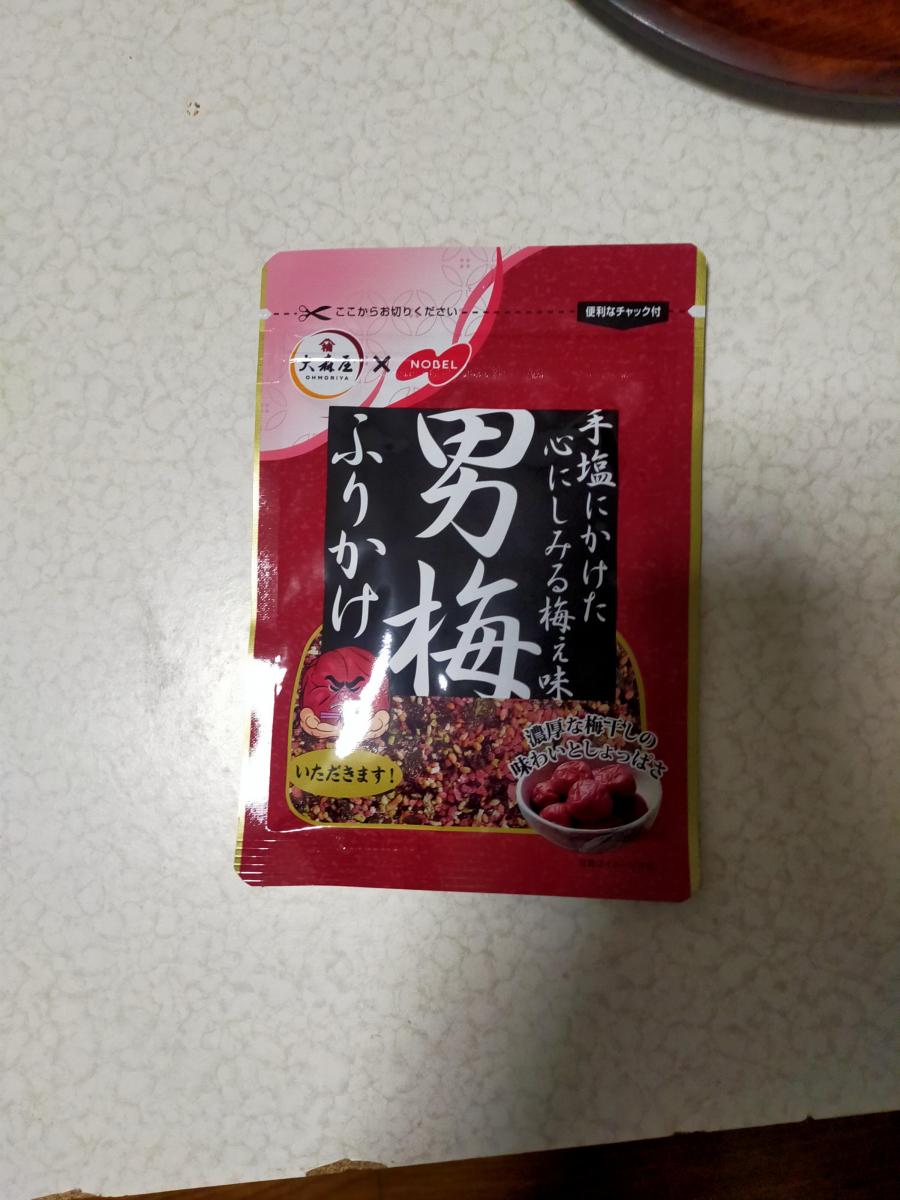 ここからお切りください
便利なチャック付
大森屋
OHMORIYA
×
NOBEL
手塩にかけた
心にしみる梅ぇ味
男梅
ふりかけ
いただきます!
濃厚な梅干しの
味わいとしょっぱさ